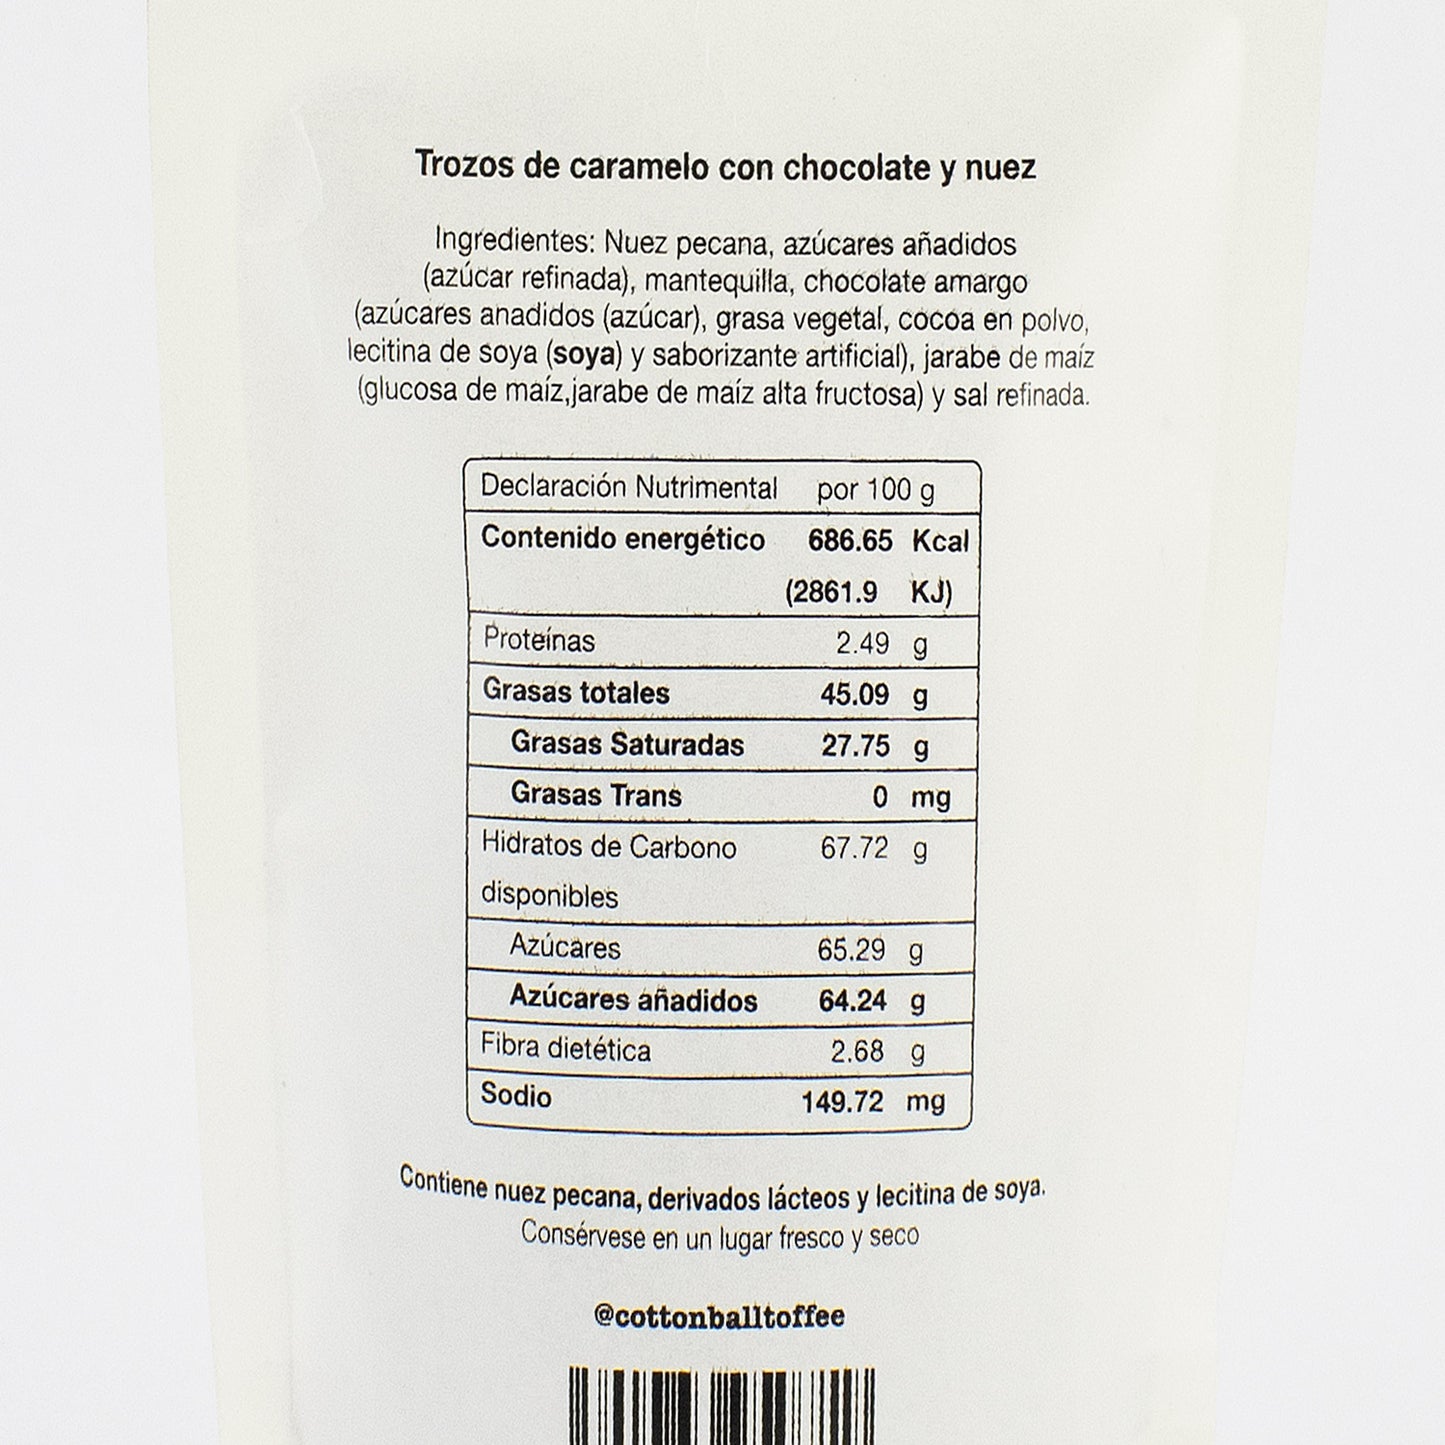 Trozos de caramelo con chocolate y nuez
Ingredientes: Nuez pecana, azúcares añadidos
(azúcar refinada), mantequilla, chocolate amargo
(azúcares anadidos (azúcar), grasa vegetal, cocoa en polvo,
lecitina de soya (soya) y saborizante artificial), jarabe de maíz
(glucosa de maíz,jarabe de maíz alta fructosa) y sal refinada.
Declaración Nutrimental por 100 g
Contenido energético 686.65 Kcal
(2861.9 KJ)
Proteínas 2.49 g
Grasas totales 45.09 g
Grasas Saturadas 27.75 g
Grasas Trans 0 mg
Hidratos de Carbono 67.72 g
disponibles
Azúcares 65.29 g
Azúcares añadidos 64.24 g
Fibra dietética 2.68 g
Sodio 149.72 mg
Contiene nuez pecana, derivados lácteos y lecitina de soya.
Consérvese en un lugar fresco y seco
@cottonballtoffee